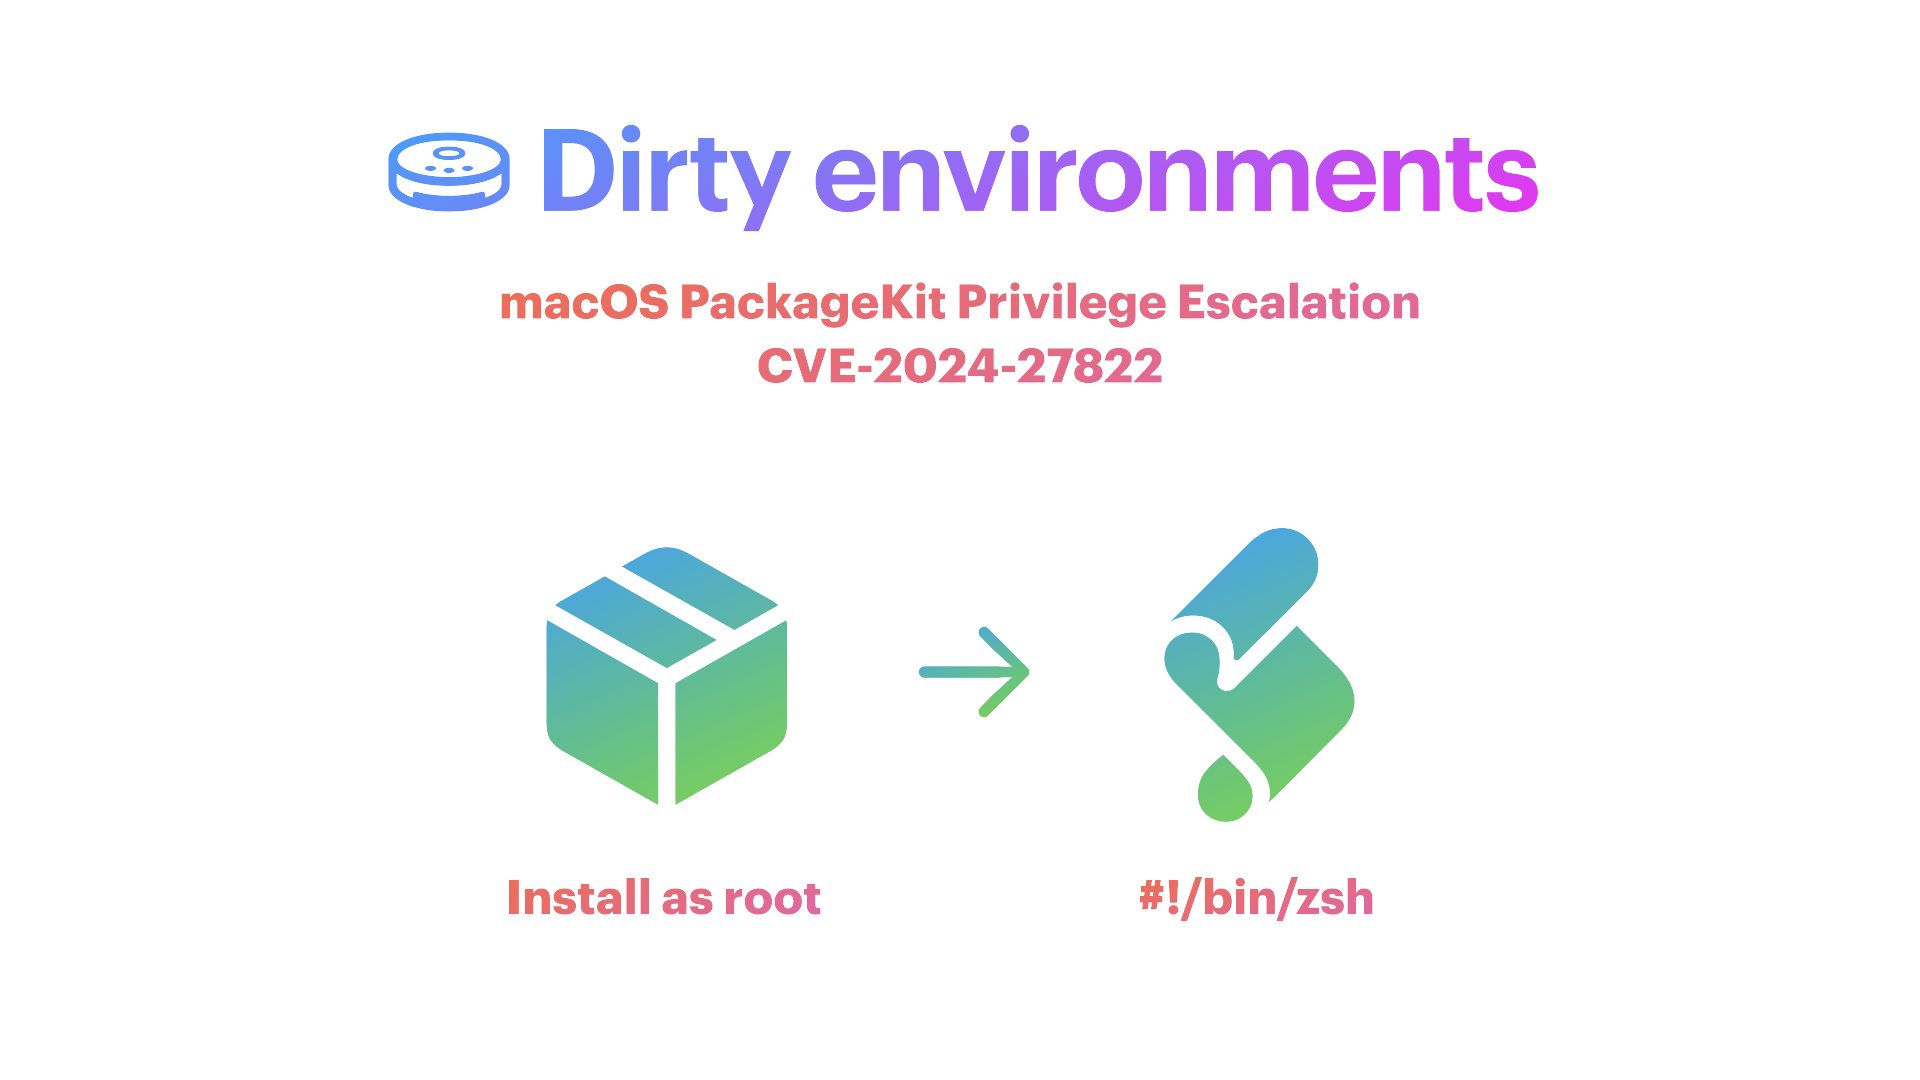 Dirty environments
macOS PackageKit Privilege Escalation
CVE-2024-27822
Install as root
#!/bin/zsh